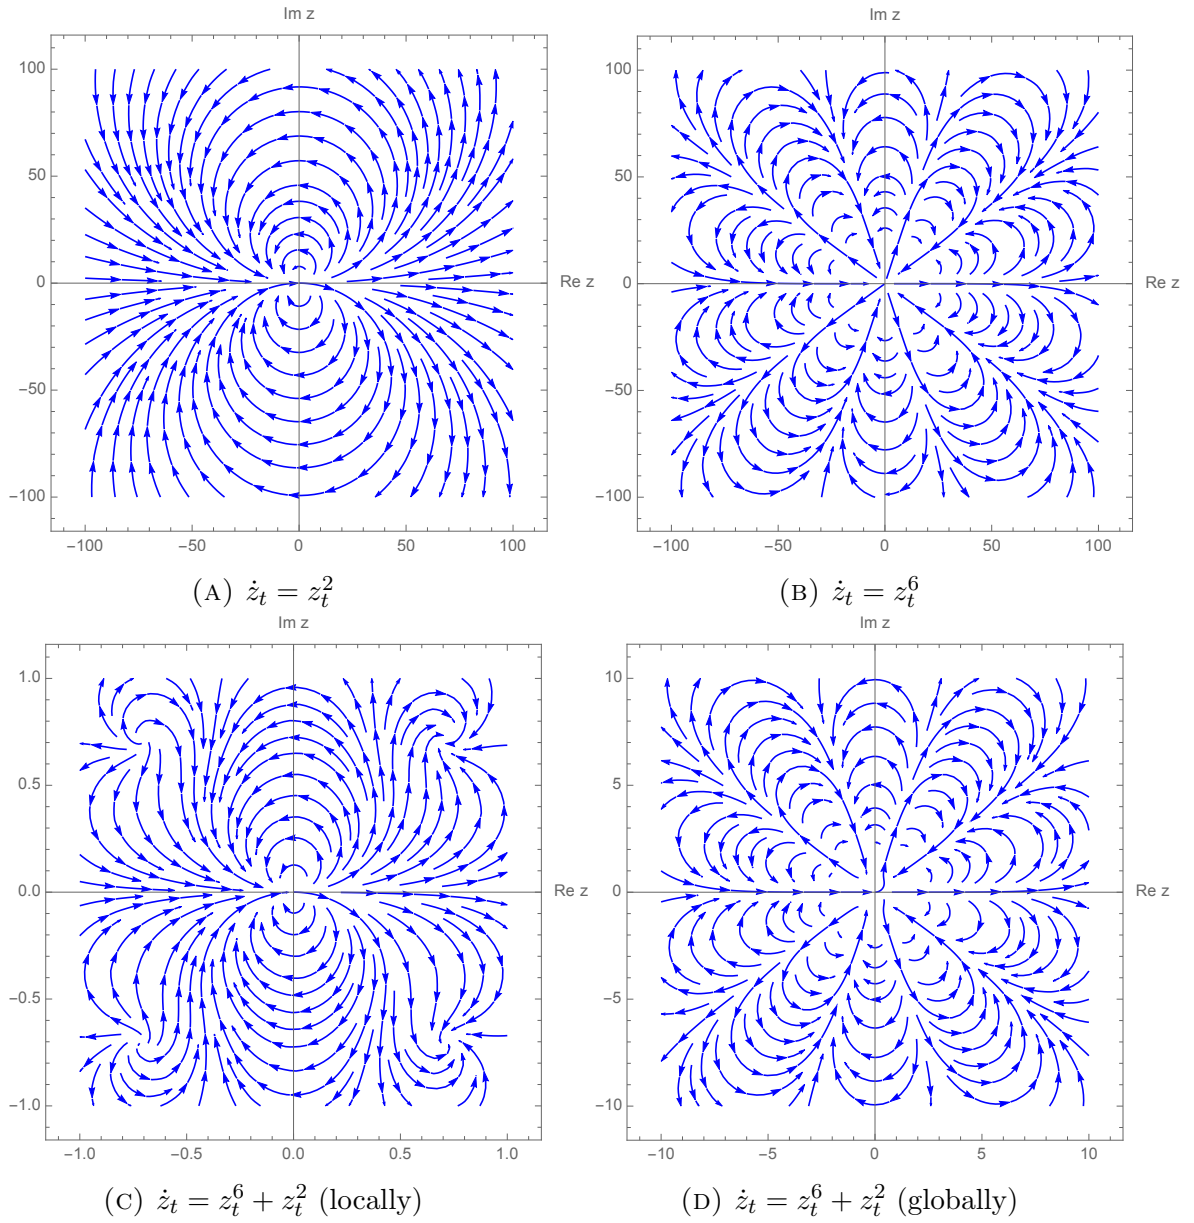 Im z
Im z
100
50
0
−50
−100
Re z
−100 −50 0 50 100
100
50
0
−50
−100
Re z
−100 −50 0 50 100
(A) ż_t = z_t^2
(B) ż_t = z_t^6
Im z
Im z
1.0
0.5
0.0
−0.5
−1.0
Re z
−1.0 −0.5 0.0 0.5 1.0
10
5
0
−5
−10
Re z
−10 −5 0 5 10
(C) ż_t = z_t^6 + z_t^2 (locally)
(D) ż_t = z_t^6 + z_t^2 (globally)